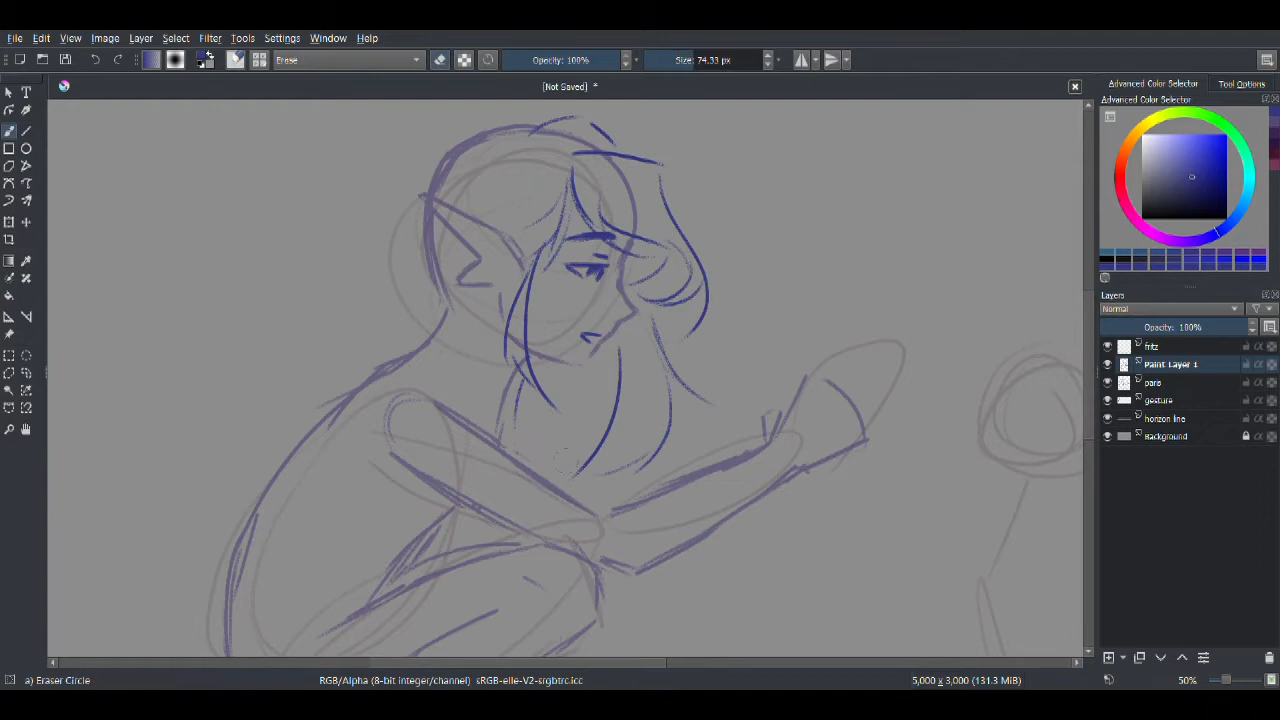 File Edit View Image Layer Select Filter Tools Settings Window Help
Erase Opacity: 100% Size: 74.33 px
[Not Saved] *
Advanced Color Selector Tool Options
Advanced Color Selector
Layers
Normal
Opacity: 100%
fritz
Paint Layer 1
paris
gesture
horizon line
Background
a) Eraser Circle RGB/Alpha (8-bit integer/channel) sRGB-elle-V2-srgbtrc.icc 5,000 x 3,000 (131.3 MiB) 50%